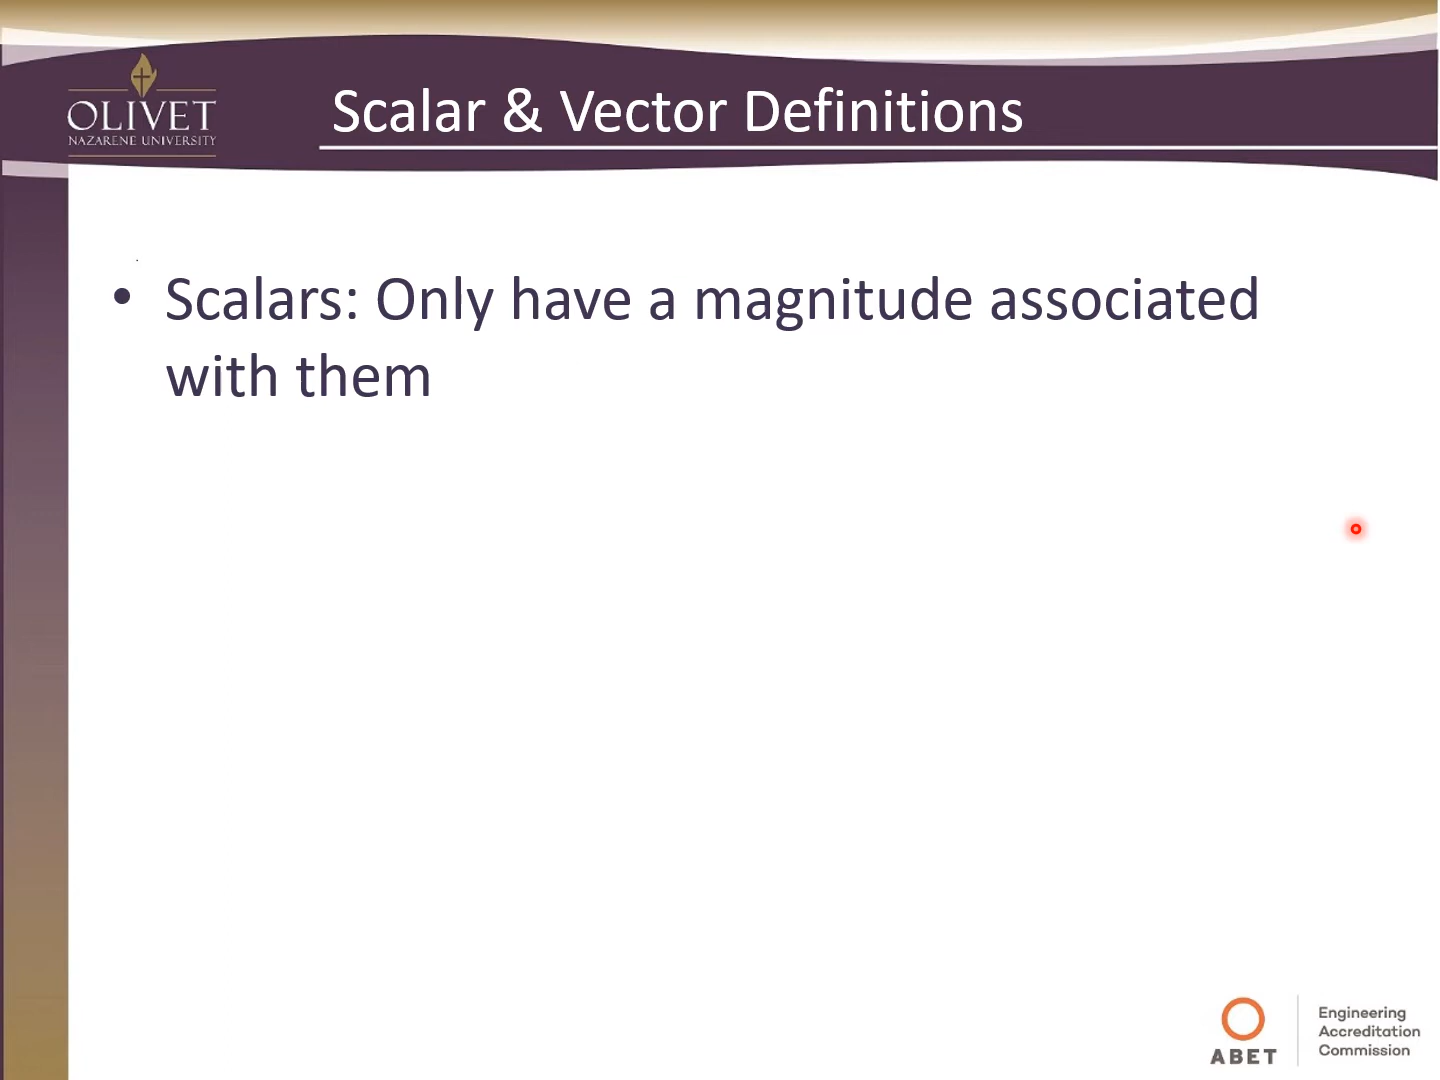 OLIVET
NAZARENE UNIVERSITY
Scalar & Vector Definitions
• Scalars: Only have a magnitude associated
with them
ABET
Engineering
Accreditation
Commission